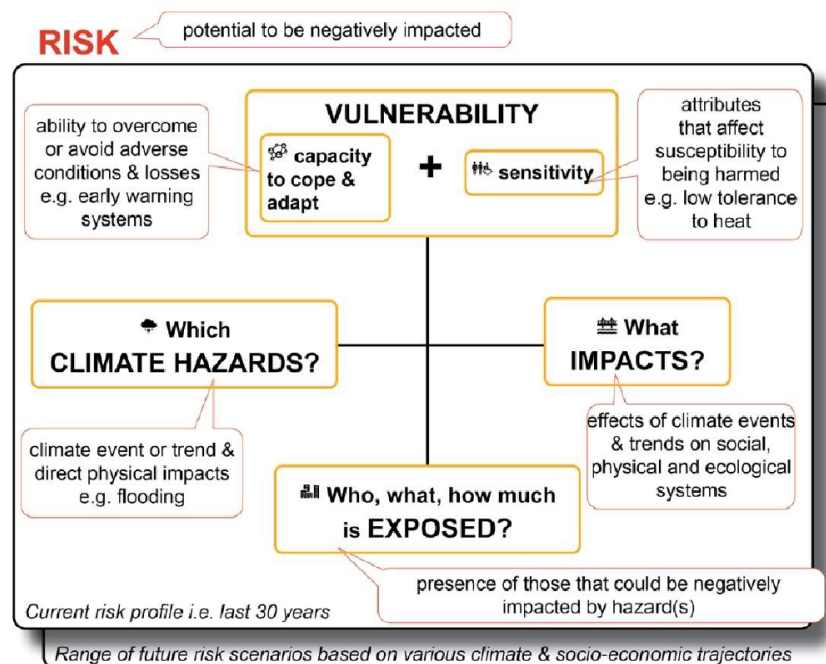 RISK
potential to be negatively impacted
VULNERABILITY
ability to overcome
or avoid adverse
conditions & losses
e.g. early warning
systems
capacity
to cope &
adapt
+
sensitivity
attributes
that affect
susceptibility to
being harmed
e.g. low tolerance
to heat
Which
CLIMATE HAZARDS?
What
IMPACTS?
climate event or trend &
direct physical impacts
e.g. flooding
effects of climate events
& trends on social,
physical and ecological
systems
Who, what, how much
is EXPOSED?
presence of those that could be negatively
impacted by hazard(s)
Current risk profile i.e. last 30 years
Range of future risk scenarios based on various climate & socio-economic trajectories